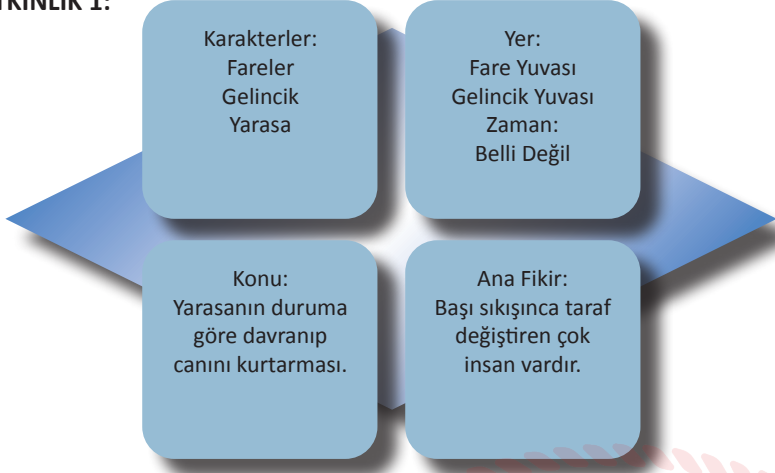 TKİNLİK 1:
Karakterler:
Fareler
Gelincik
Yarasa
Yer:
Fare Yuvası
Gelincik Yuvası
Zaman:
Belli Değil
Konu:
Yarasanın duruma
göre davranıp
canını kurtarması.
Ana Fikir:
Başı sıkışınca taraf
değiştiren çok
insan vardır.